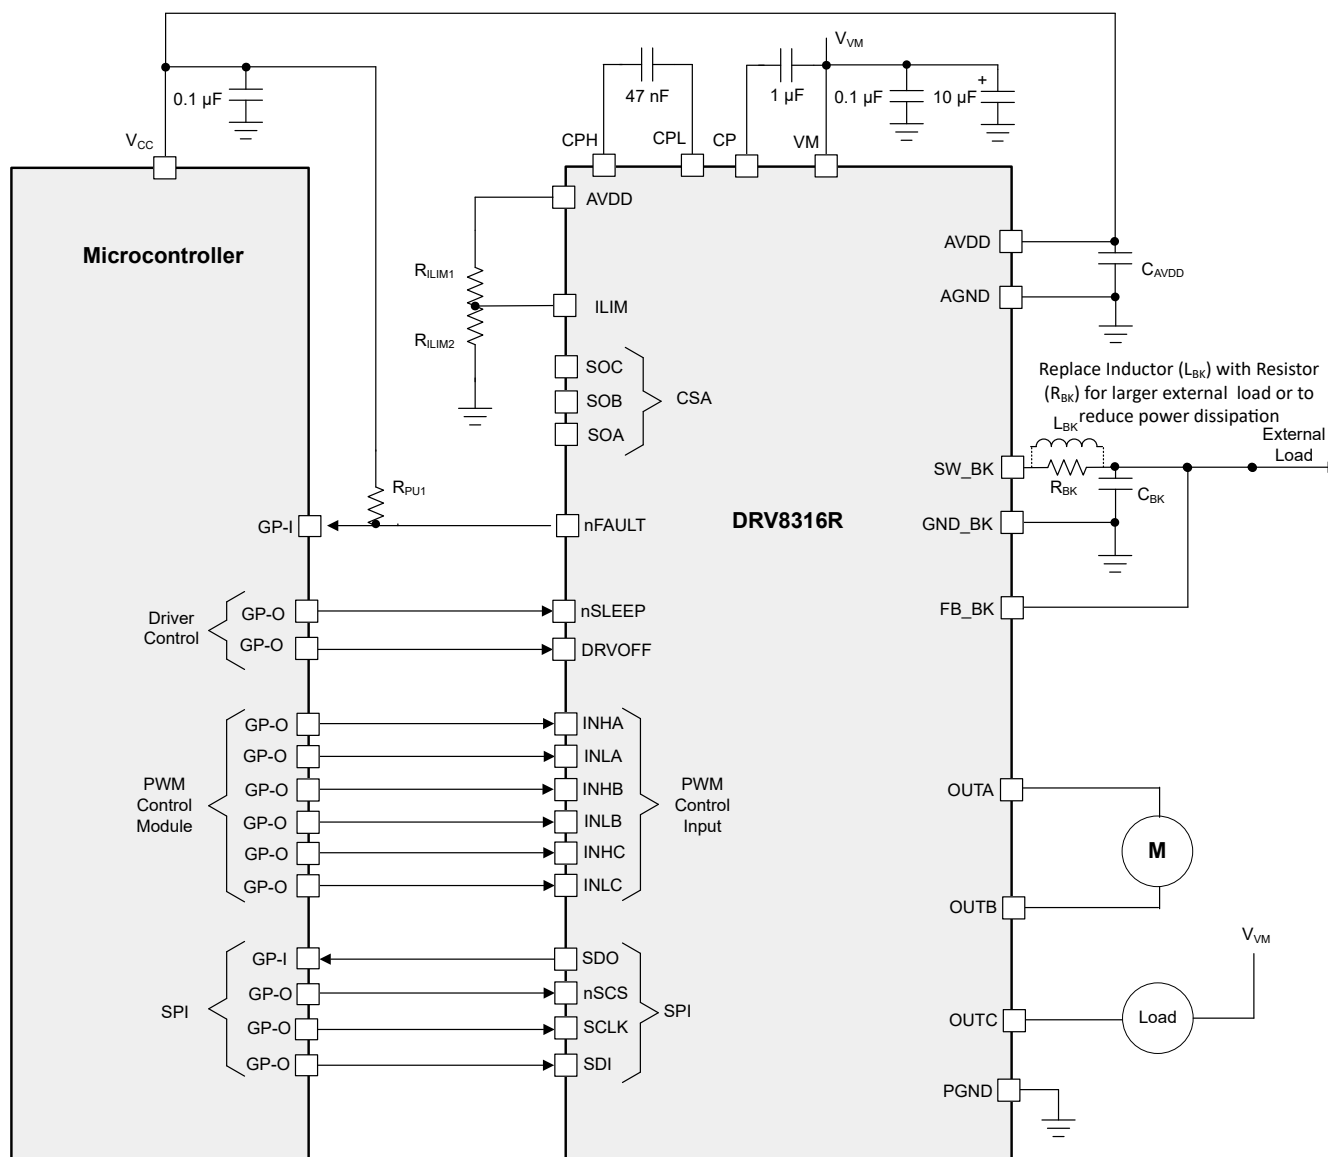 V_VM
+
0.1 µF
47 nF
1 µF
0.1 µF
10 µF
V_CC
CPH
CPL
CP
VM
Microcontroller
AVDD
AVDD
R_ILIM1
C_AVDD
AGND
ILIM
R_ILIM2
SOC
SOB
SOA
CSA
Replace Inductor (L_BK) with Resistor
(R_BK) for larger external load or to
reduce power dissipation
L_BK
External
Load
SW_BK
R_BK
C_BK
R_PU1
GP-I
nFAULT
DRV8316R
GND_BK
Driver
Control
GP-O
GP-O
nSLEEP
DRVOFF
FB_BK
PWM
Control
Module
GP-O
GP-O
GP-O
GP-O
GP-O
GP-O
INHA
INLA
INHB
INLB
INHC
INLC
PWM
Control
Input
OUTA
M
OUTB
V_VM
SPI
GP-I
GP-O
GP-O
GP-O
SDO
nSCS
SCLK
SDI
SPI
OUTC
Load
PGND